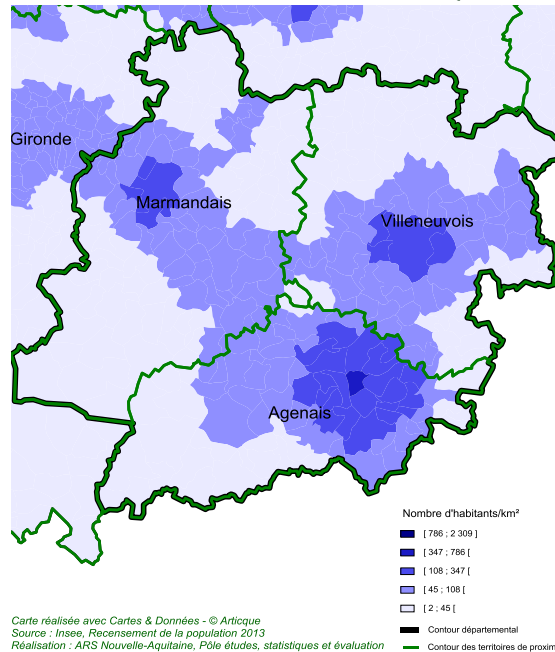 Gironde
Marmandais
Villeneuvois
Agenais
Nombre d'habitants/km²
[ 786 ; 2 309 ]
[ 347 ; 786 [
[ 108 ; 347 [
[ 45 ; 108 [
[ 2 ; 45 [
Contour départemental
Contour des territoires de proxim
Carte réalisée avec Cartes & Données - © Articque
Source : Insee, Recensement de la population 2013
Réalisation : ARS Nouvelle-Aquitaine, Pôle études, statistiques et évaluation